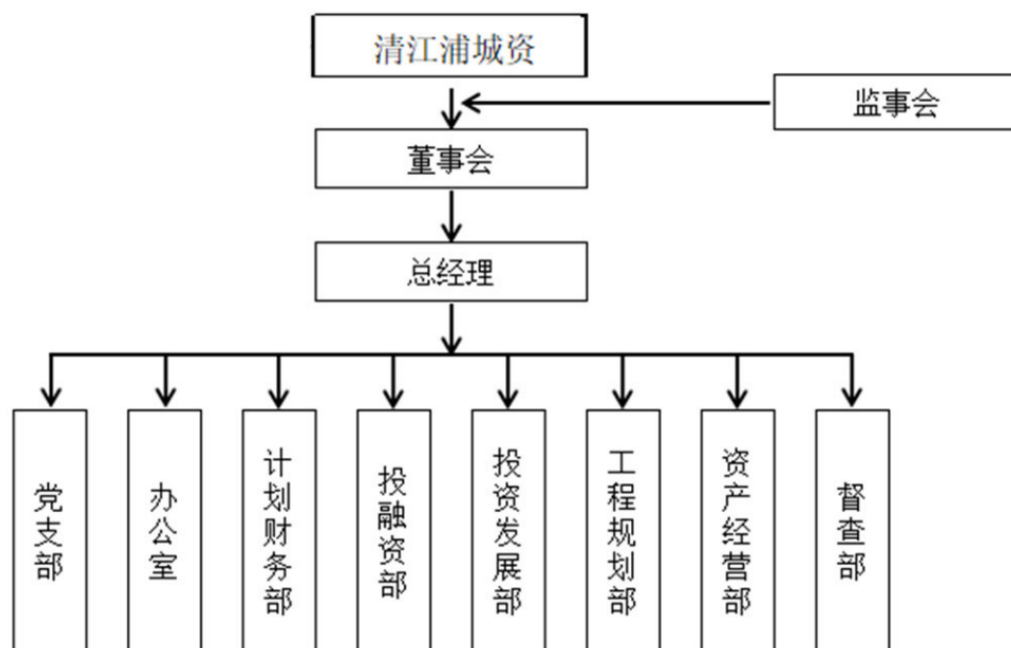 清江浦城资
监事会
董事会
总经理
党支部
办公室
计划财务部
投融资部
投资发展部
工程规划部
资产经营部
督查部